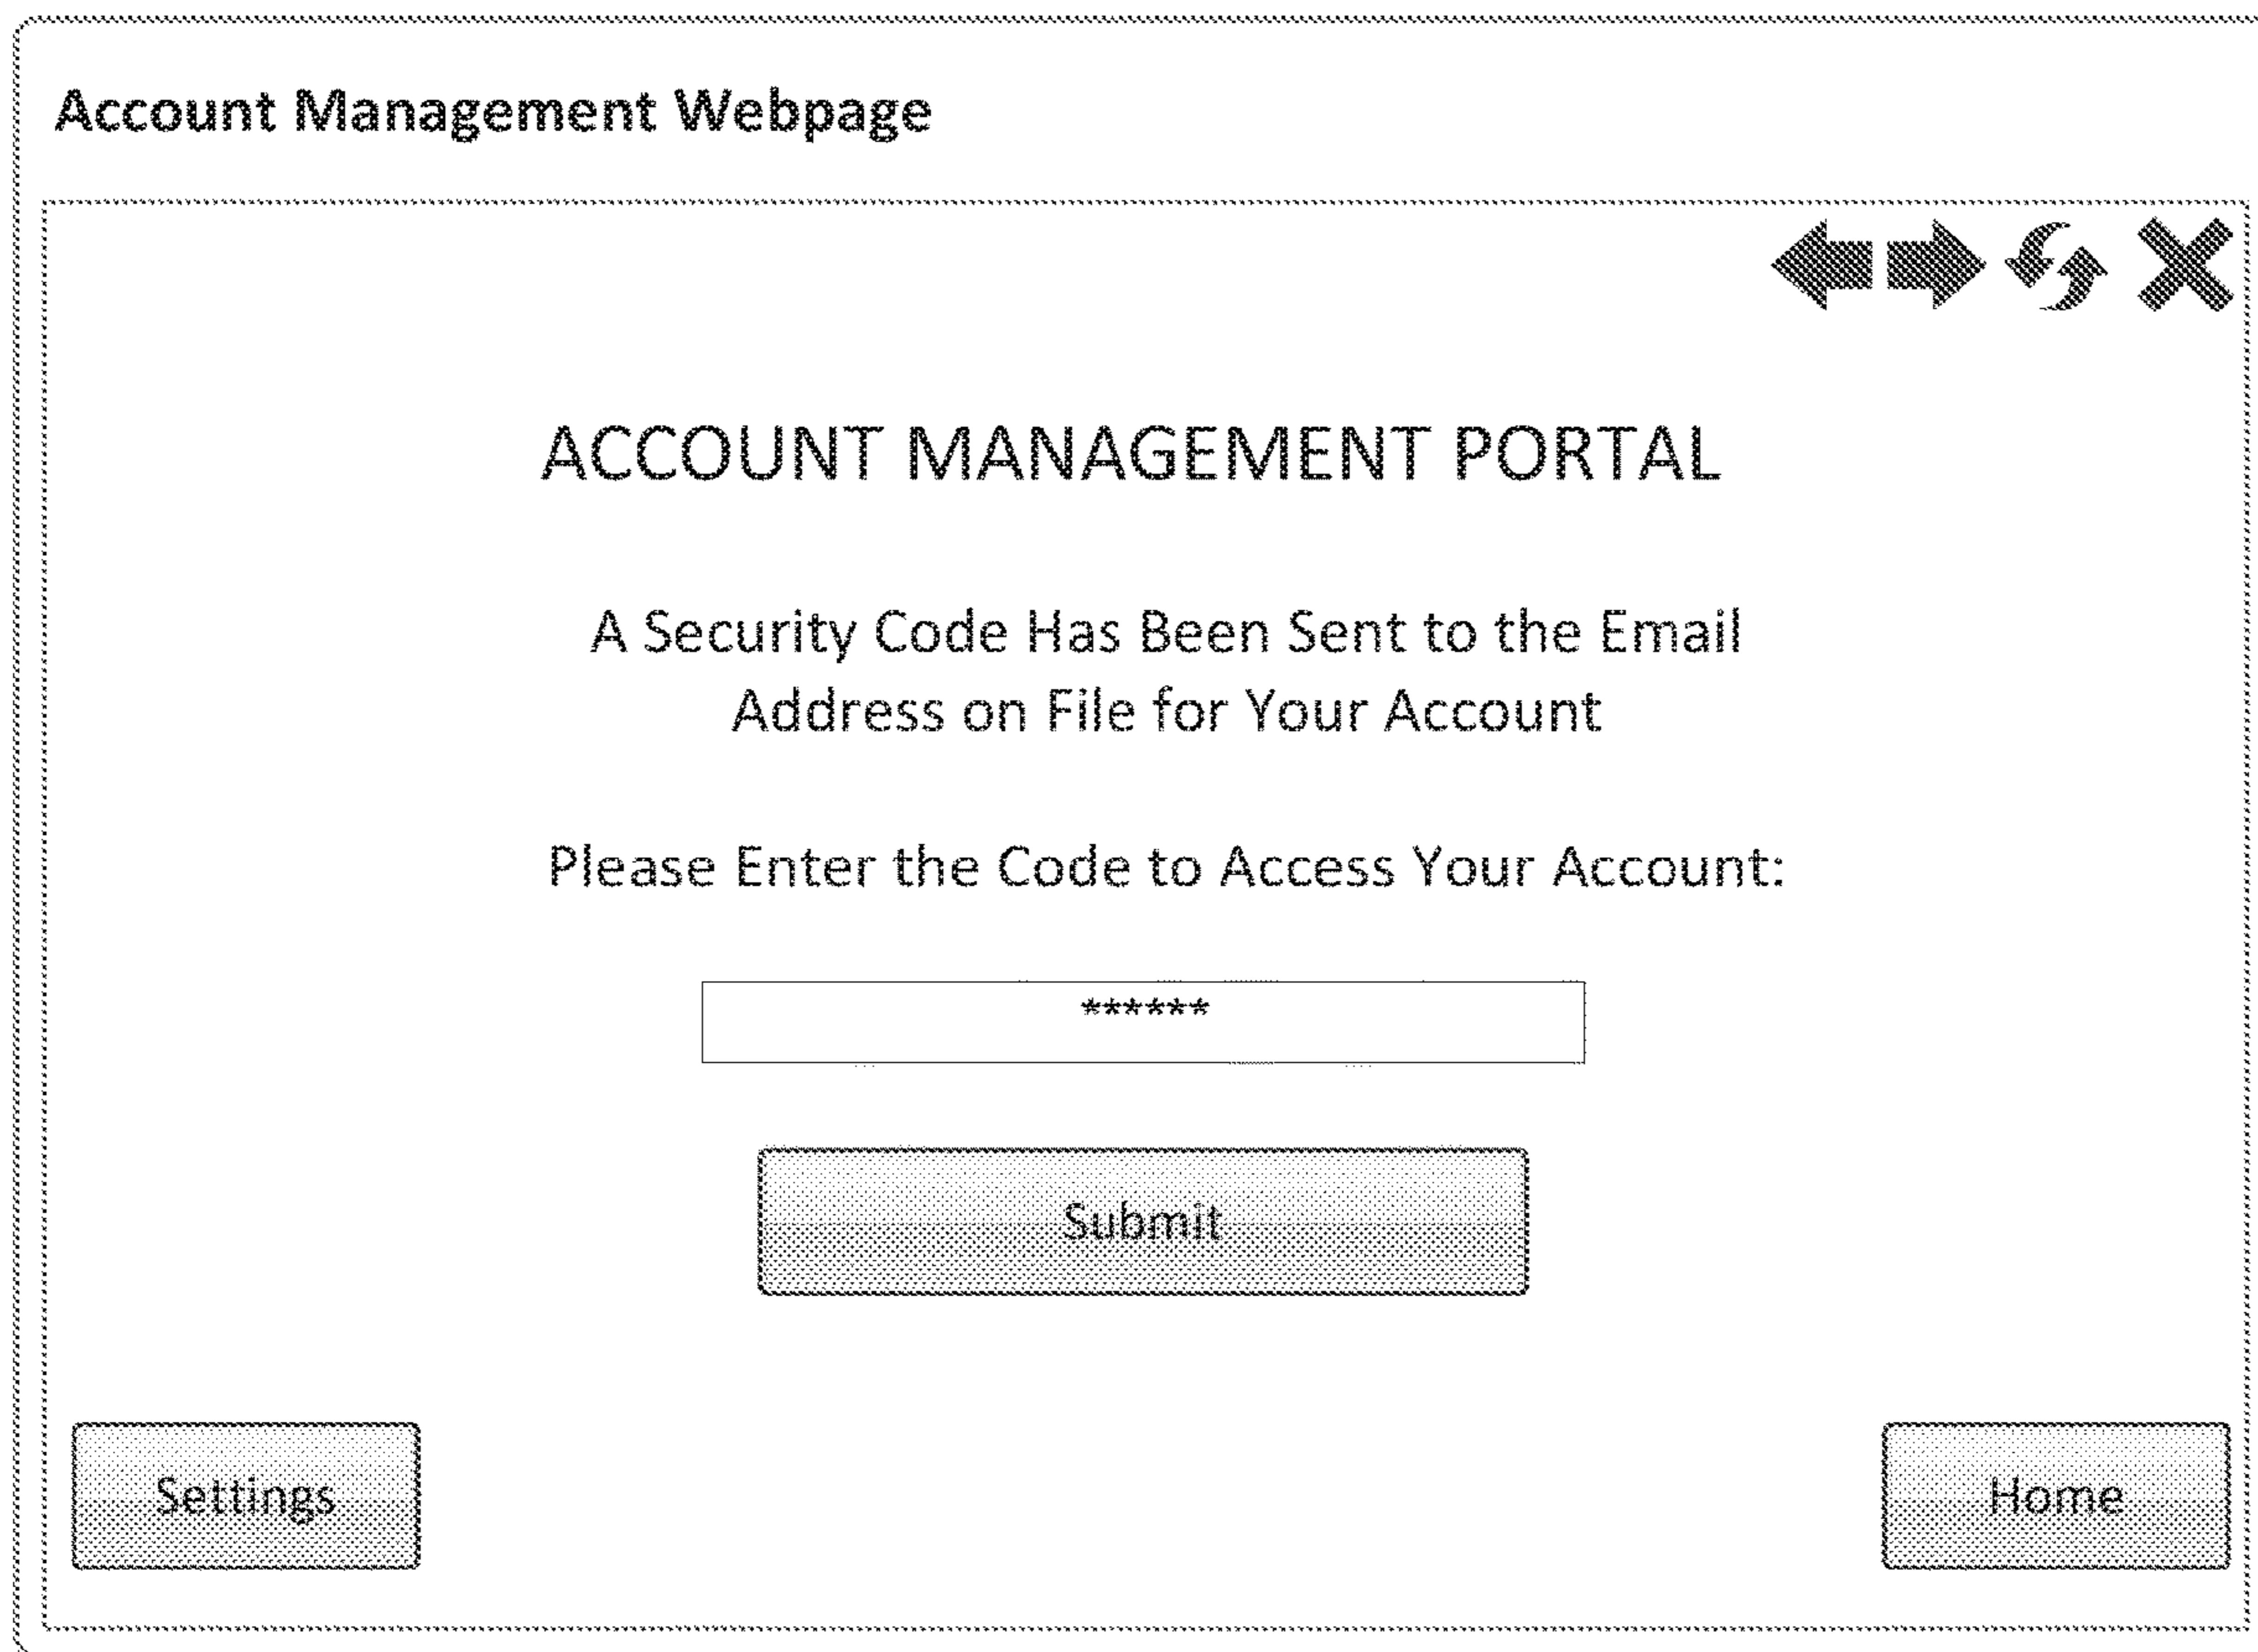 Account Management Webpage
ACCOUNT MANAGEMENT PORTAL
A Security Code Has Been Sent to the Email
Address on File for Your Account
Please Enter the Code to Access Your Account:
******
Submit
Settings
Home